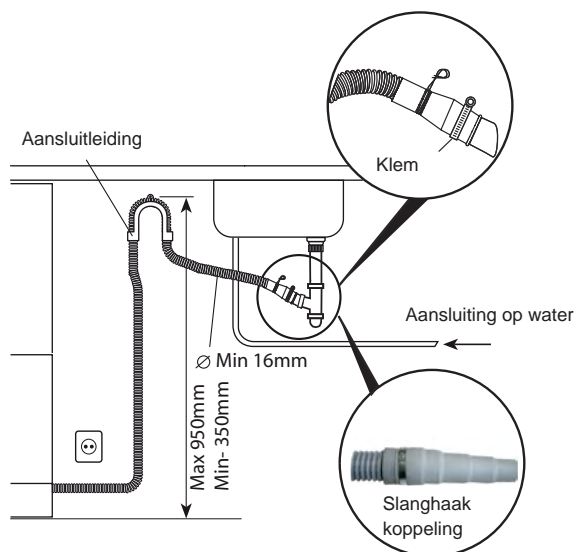 Klem
Aansluitleiding
Aansluiting op water
Ø Min 16mm
Max 950mm
Min- 350mm
Slanghaak
koppeling